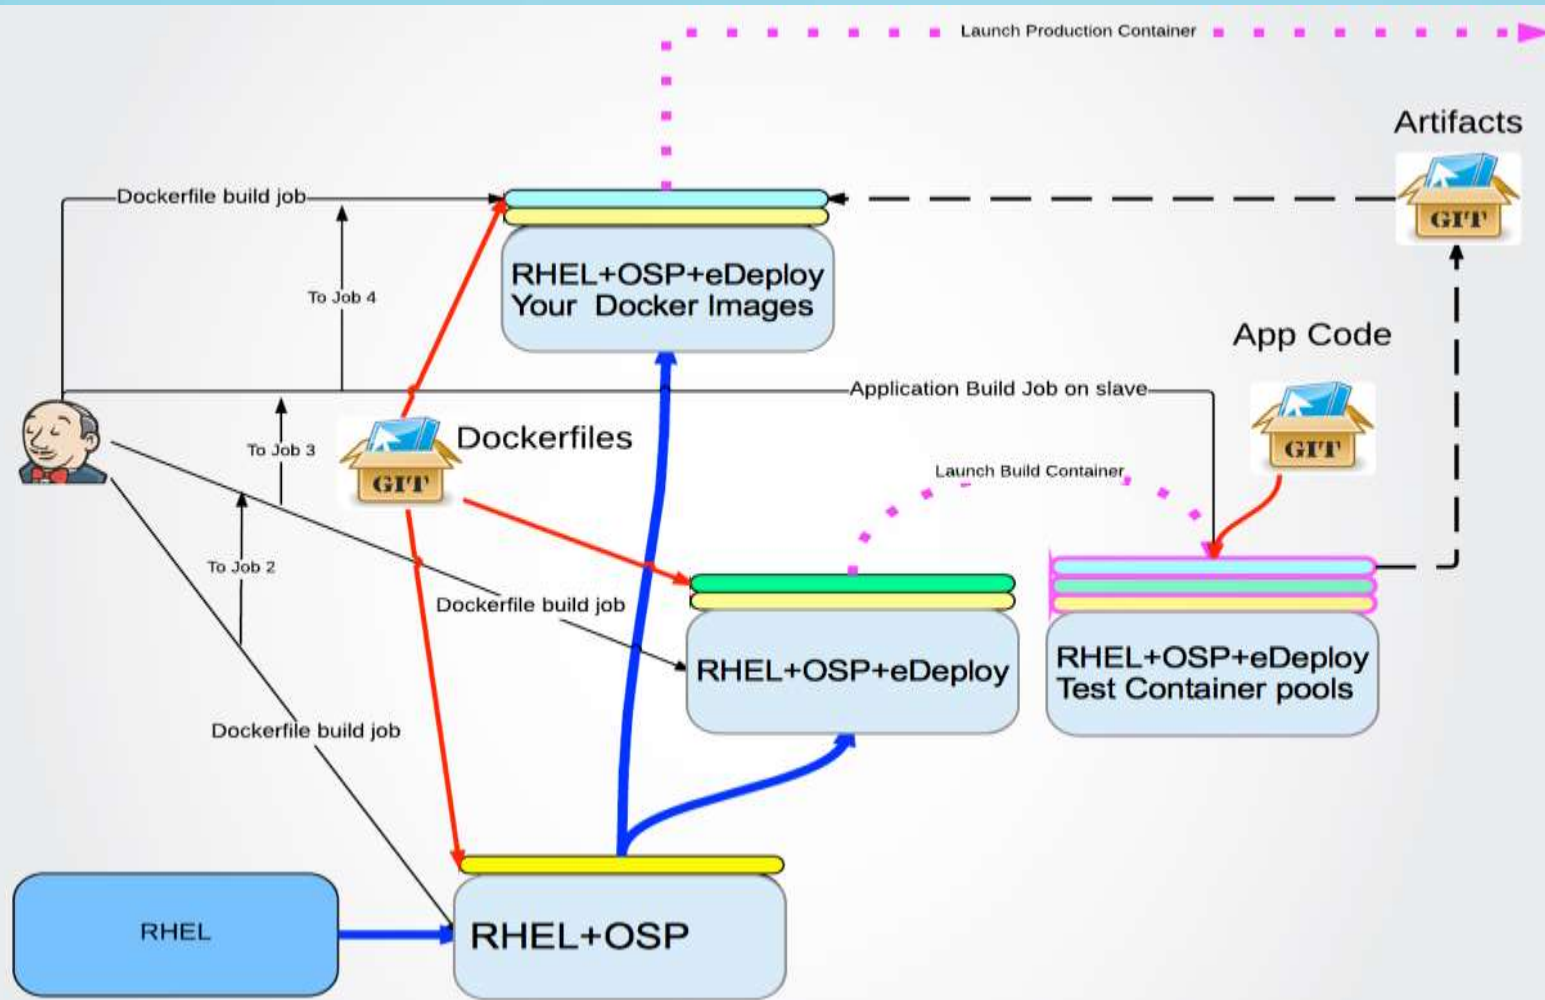 Launch Production Container
Artifacts
GIT
Dockerfile build job
RHEL+OSP+eDeploy
Your Docker Images
To Job 4
App Code
GIT
Application Build Job on slave
To Job 3
Dockerfiles
GIT
Launch Build Container
To Job 2
Dockerfile build job
RHEL+OSP+eDeploy
RHEL+OSP+eDeploy
Test Container pools
Dockerfile build job
RHEL
RHEL+OSP